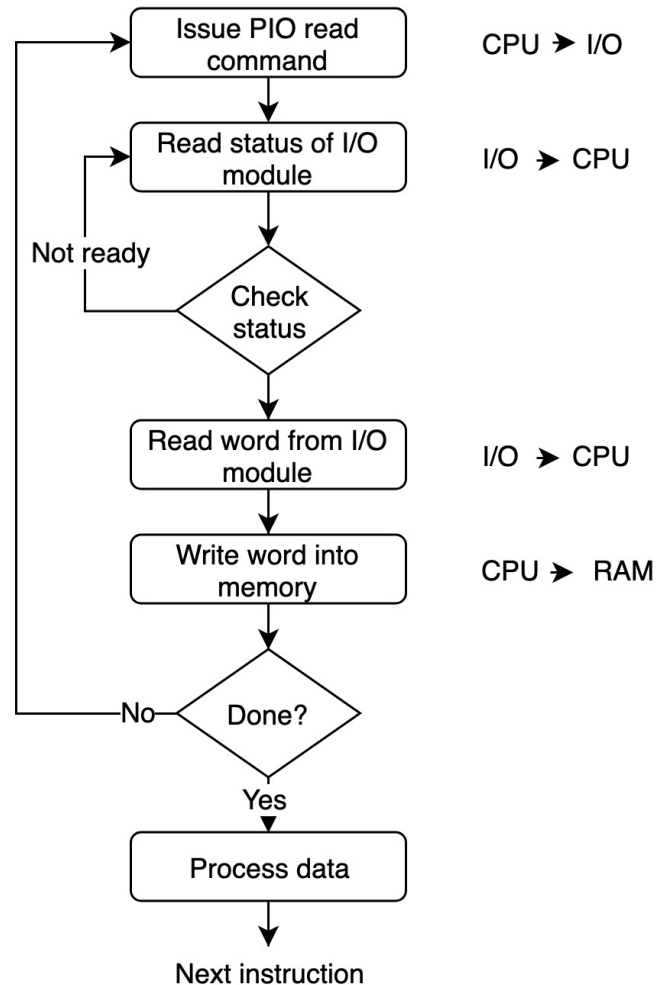 Issue PIO read
command
CPU → I/O
Read status of I/O
module
I/O → CPU
Not ready
Check
status
Read word from I/O
module
I/O → CPU
Write word into
memory
CPU → RAM
No
Done?
Yes
Process data
Next instruction